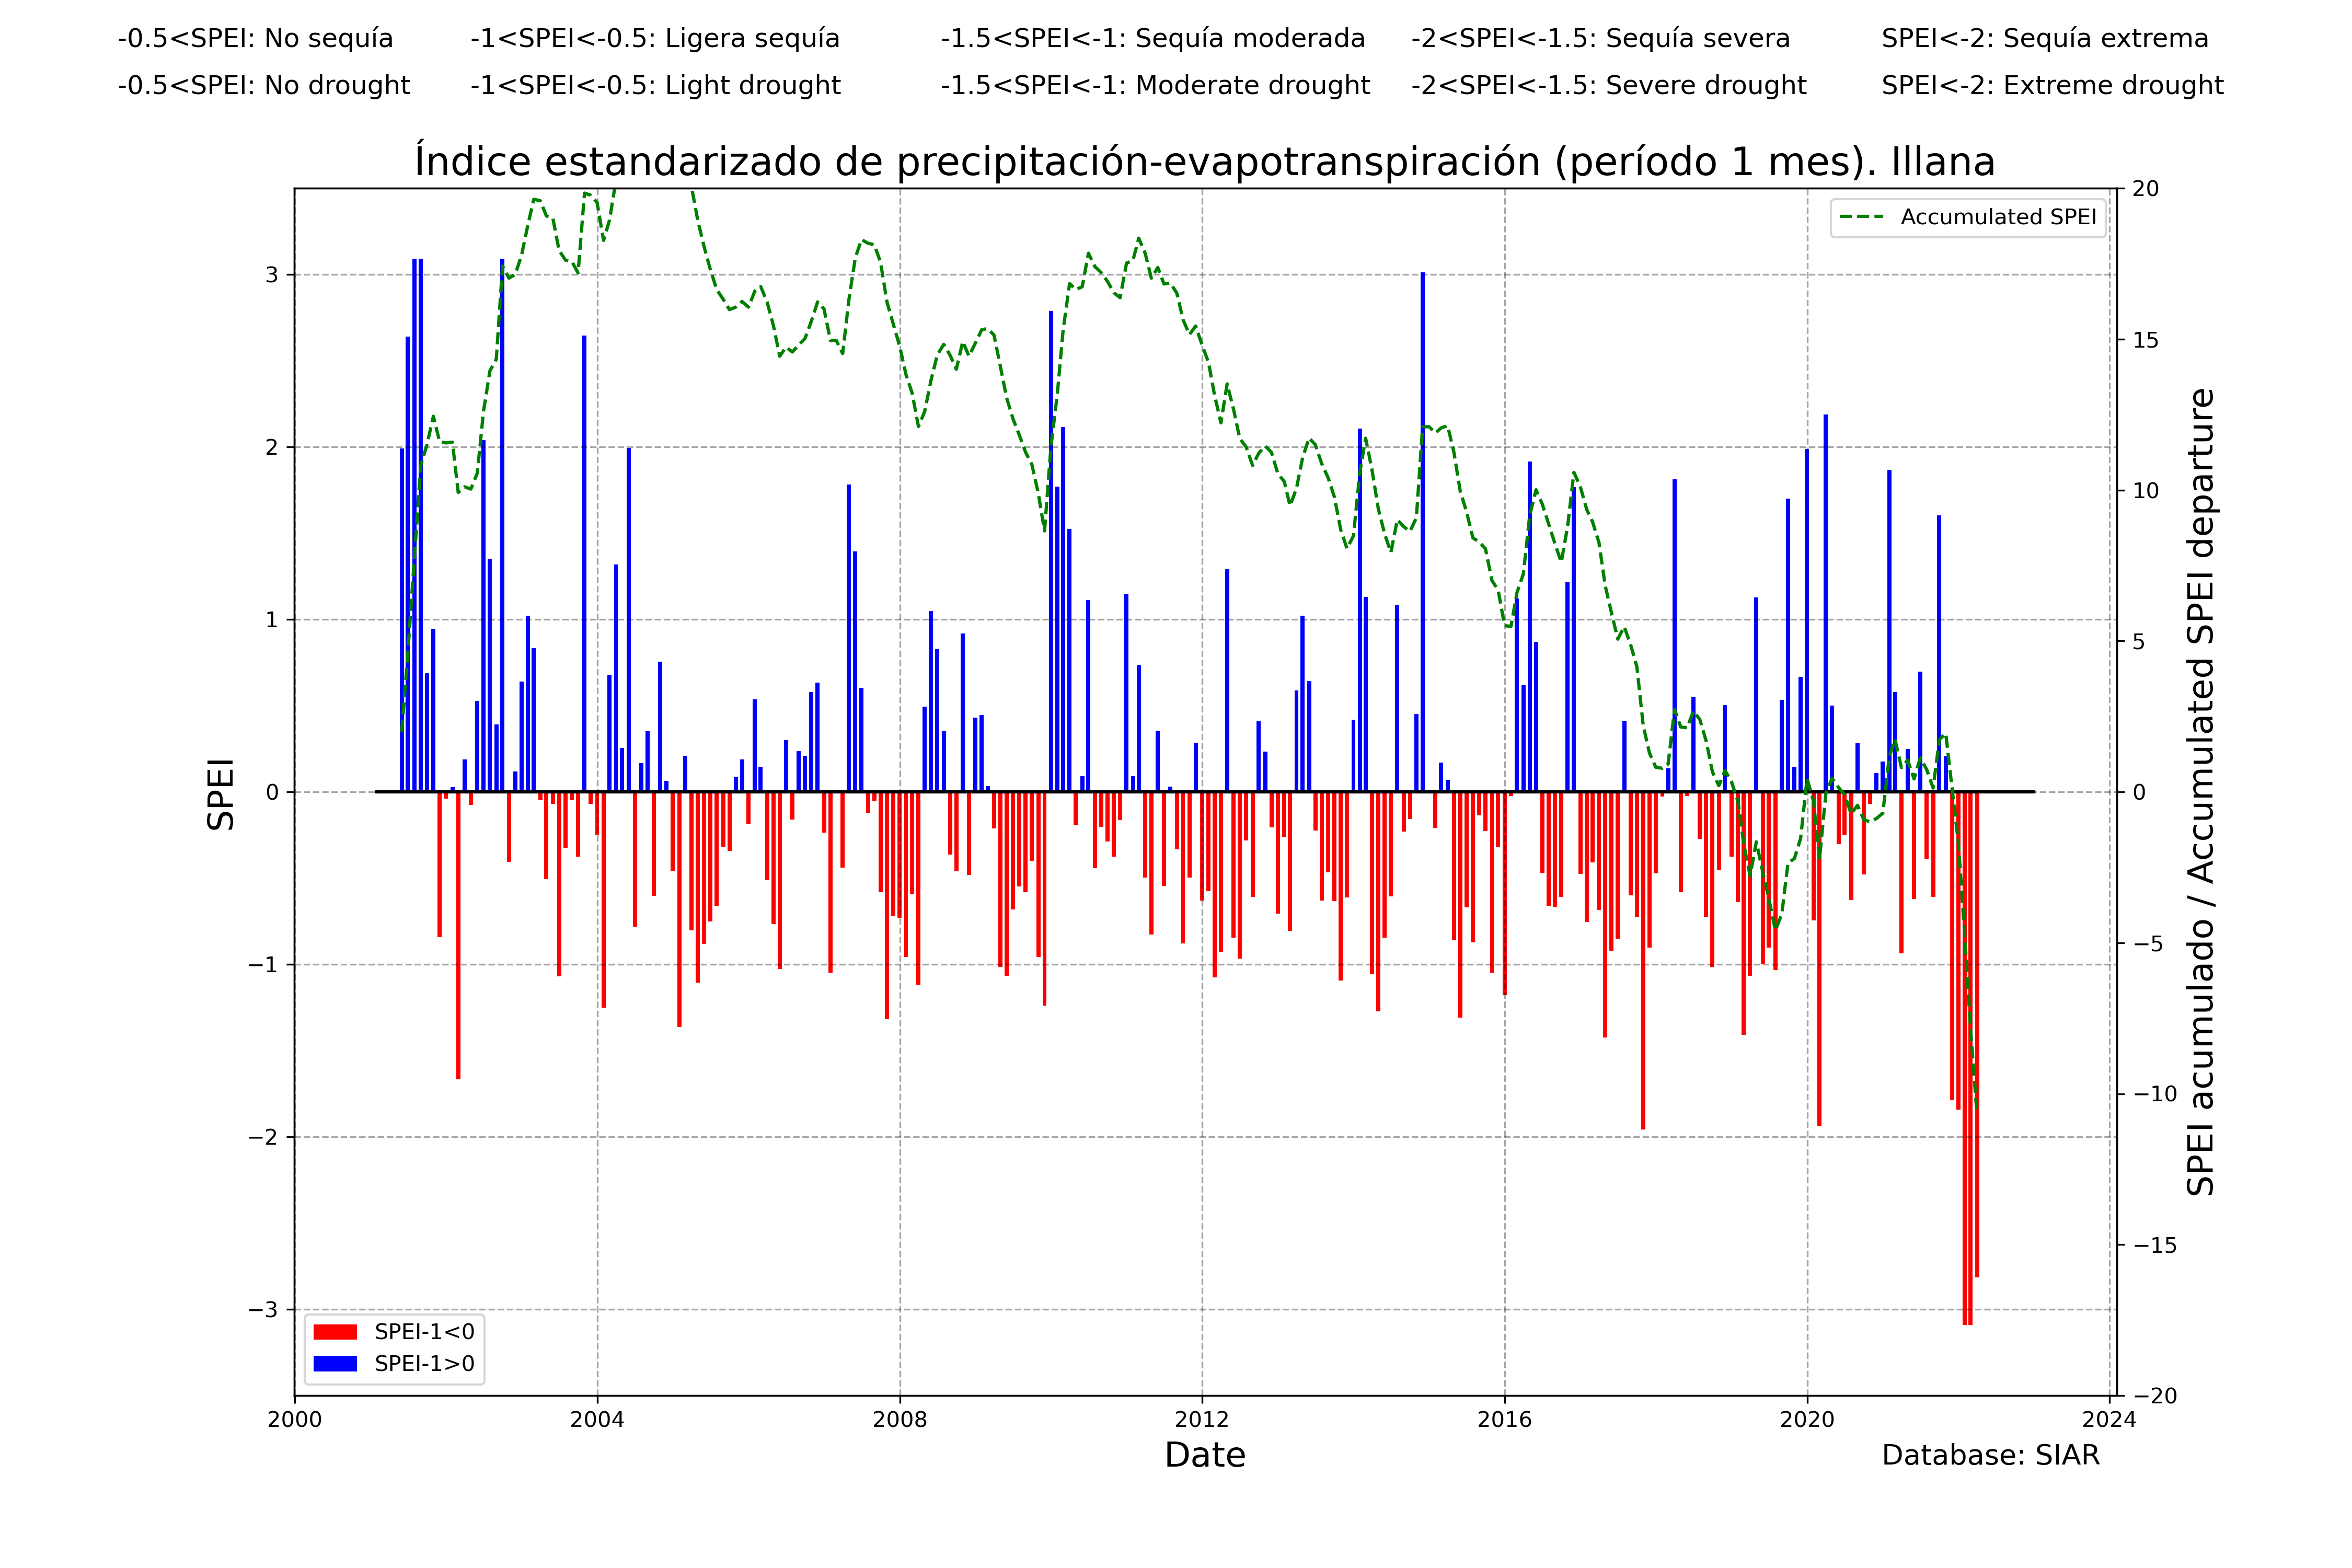 -0.5<SPEI: No sequía -1<SPEI<-0.5: Ligera sequía -1.5<SPEI<-1: Sequía moderada -2<SPEI<-1.5: Sequía severa SPEI<-2: Sequía extrema
-0.5<SPEI: No drought -1<SPEI<-0.5: Light drought -1.5<SPEI<-1: Moderate drought -2<SPEI<-1.5: Severe drought SPEI<-2: Extreme drought
Índice estandarizado de precipitación-evapotranspiración (período 1 mes). Illana
Accumulated SPEI
SPEI
3
2
1
0
−1
−2
−3
20
15
10
5
0
−5
−10
−15
−20
SPEI acumulado / Accumulated SPEI departure
SPEI-1<0
SPEI-1>0
2000 2004 2008 2012 2016 2020 2024
Date
Database: SIAR